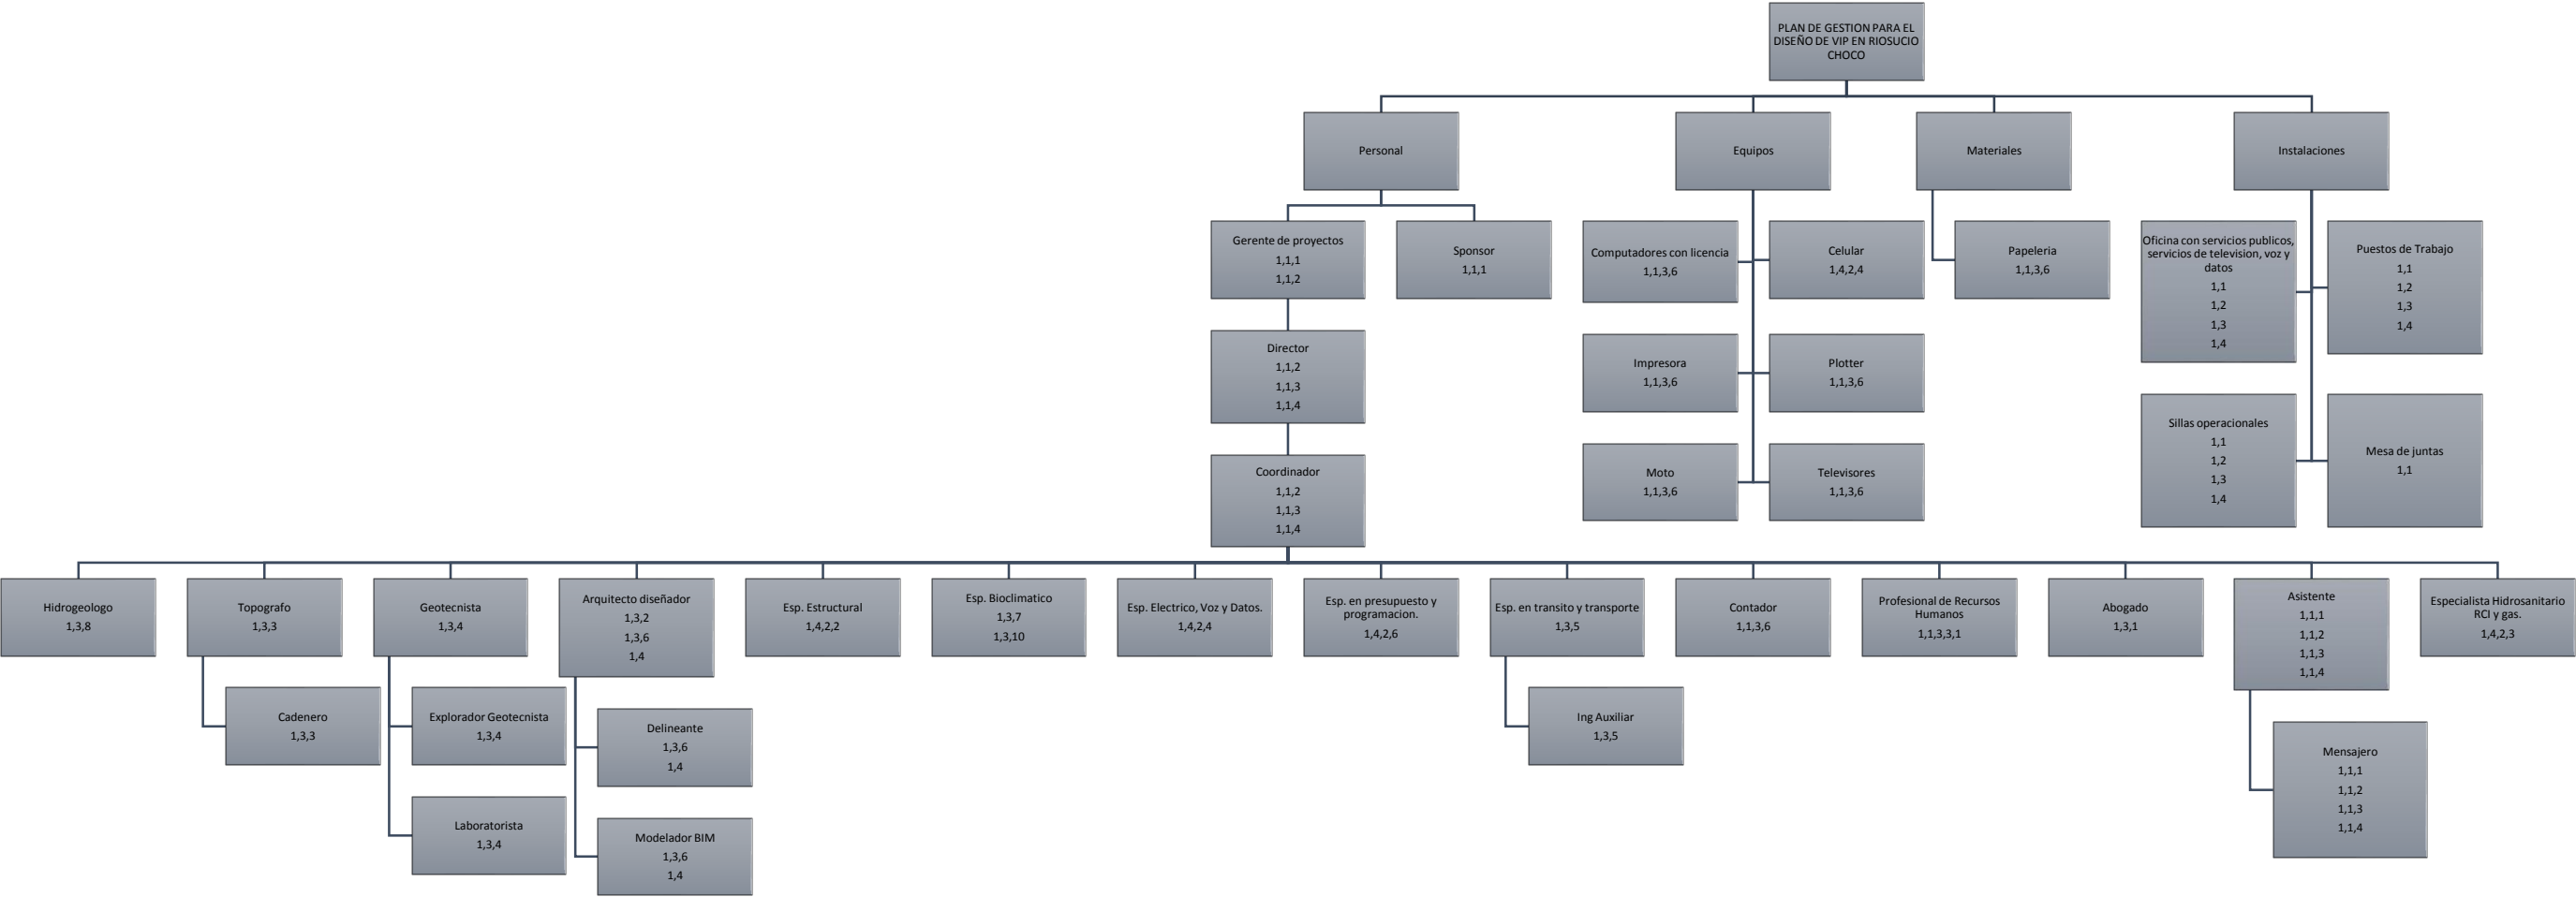 PLAN DE GESTION PARA EL
DISEÑO DE VIP EN RIOSUCIO
CHOCO
Personal
Equipos
Materiales
Instalaciones
Gerente de proyectos
1,1,1
1,1,2
Sponsor
1,1,1
Computadores con licencia
1,1,3,6
Celular
1,4,2,4
Papeleria
1,1,3,6
Oficina con servicios publicos,
servicios de television, voz y
datos
1,1
1,2
1,3
1,4
Puestos de Trabajo
1,1
1,2
1,3
1,4
Director
1,1,2
1,1,3
1,1,4
Impresora
1,1,3,6
Plotter
1,1,3,6
Sillas operacionales
1,1
1,2
1,3
1,4
Mesa de juntas
1,1
Coordinador
1,1,2
1,1,3
1,1,4
Moto
1,1,3,6
Televisores
1,1,3,6
Hidrogeologo
1,3,8
Topografo
1,3,3
Geotecnista
1,3,4
Arquitecto diseñador
1,3,2
1,3,6
1,4
Esp. Estructural
1,4,2,2
Esp. Bioclimatico
1,3,7
1,3,10
Esp. Electrico, Voz y Datos.
1,4,2,4
Esp. en presupuesto y
programacion.
1,4,2,6
Esp. en transito y transporte
1,3,5
Contador
1,1,3,6
Profesional de Recursos
Humanos
1,1,3,3,1
Abogado
1,3,1
Asistente
1,1,1
1,1,2
1,1,3
1,1,4
Especialista Hidrosanitario
RCI y gas.
1,4,2,3
Cadenero
1,3,3
Explorador Geotecnista
1,3,4
Delineante
1,3,6
1,4
Ing Auxiliar
1,3,5
Mensajero
1,1,1
1,1,2
1,1,3
1,1,4
Laboratorista
1,3,4
Modelador BIM
1,3,6
1,4